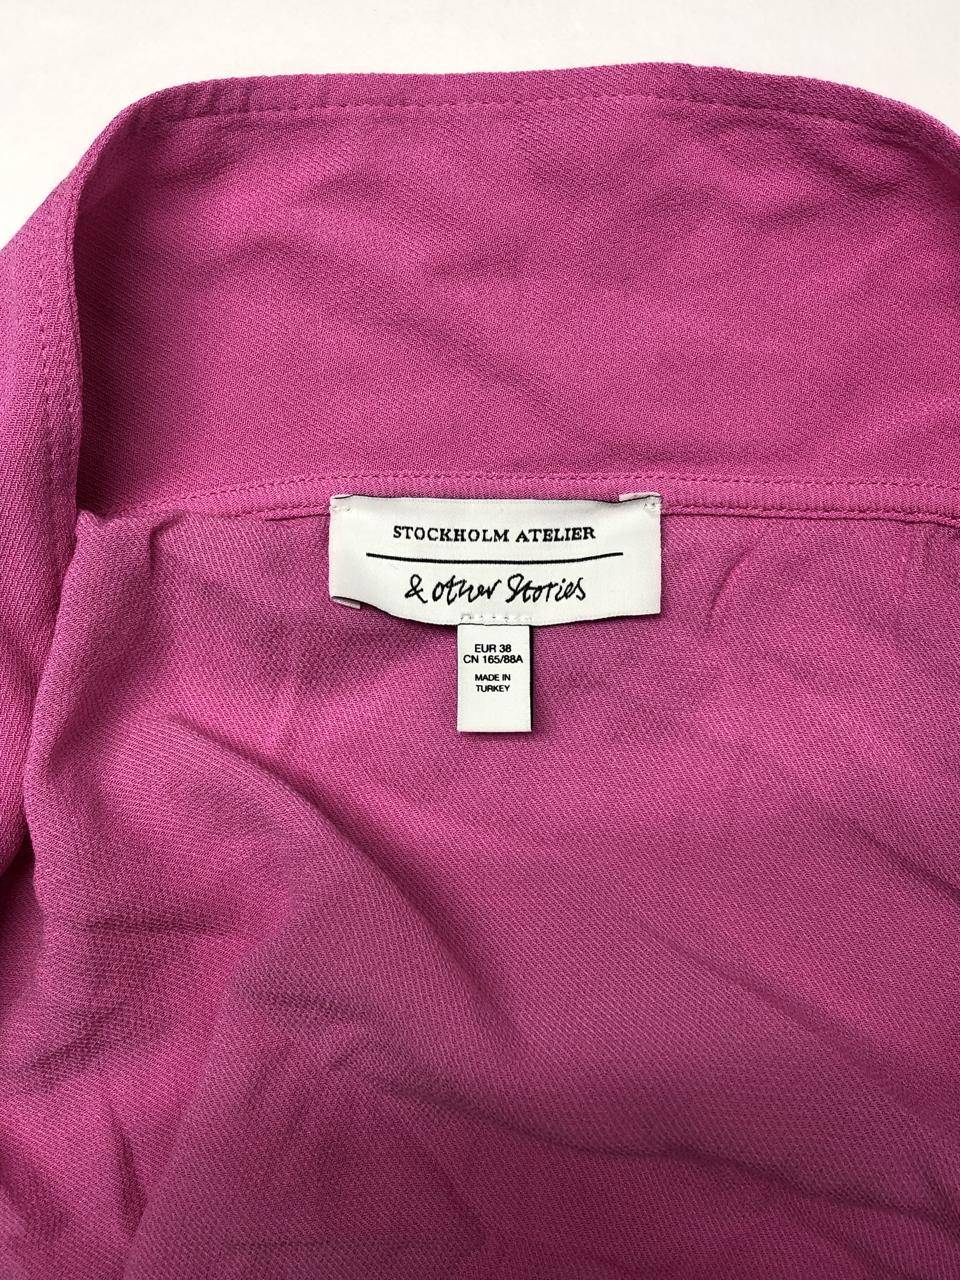 STOCKHOLM ATELIER
& other Stories
EUR 38
CN 165/88A
MADE IN
TURKEY